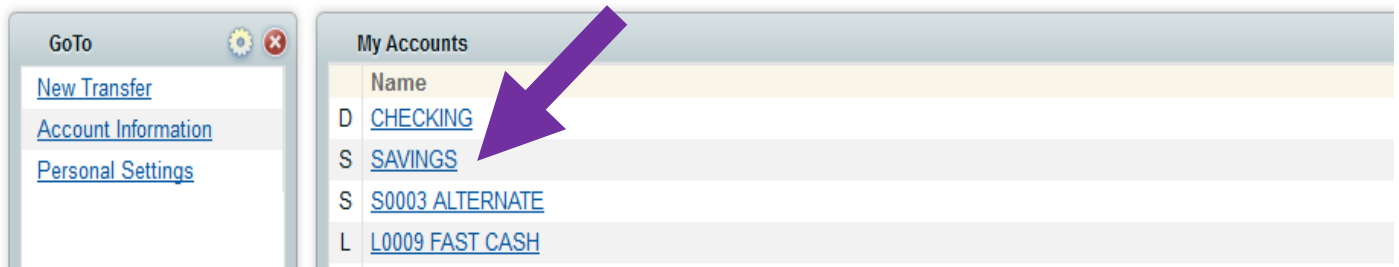 GoTo
New Transfer
Account Information
Personal Settings
My Accounts
Name
D CHECKING
S SAVINGS
S S0003 ALTERNATE
L L0009 FAST CASH